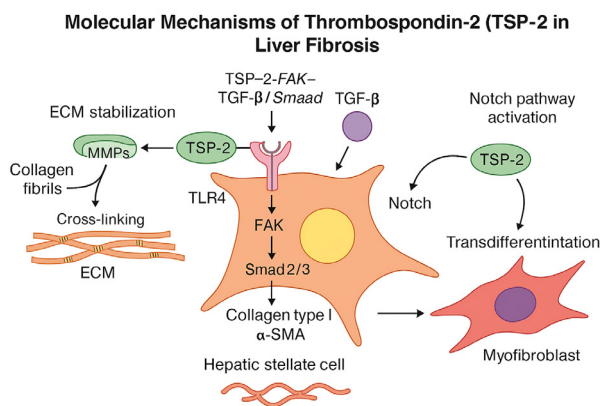 Molecular Mechanisms of Thrombospondin-2 (TSP-2 in
Liver Fibrosis
TSP–2-FAK–
TGF-β/Smaad
TGF-β
Notch pathway
activation
ECM stabilization
MMPs
TSP-2
TSP-2
Collagen
fibrils
TLR4
Notch
FAK
Cross-linking
Transdifferentintation
ECM
Smad 2/3
Collagen type I
α-SMA
Myofibroblast
Hepatic stellate cell